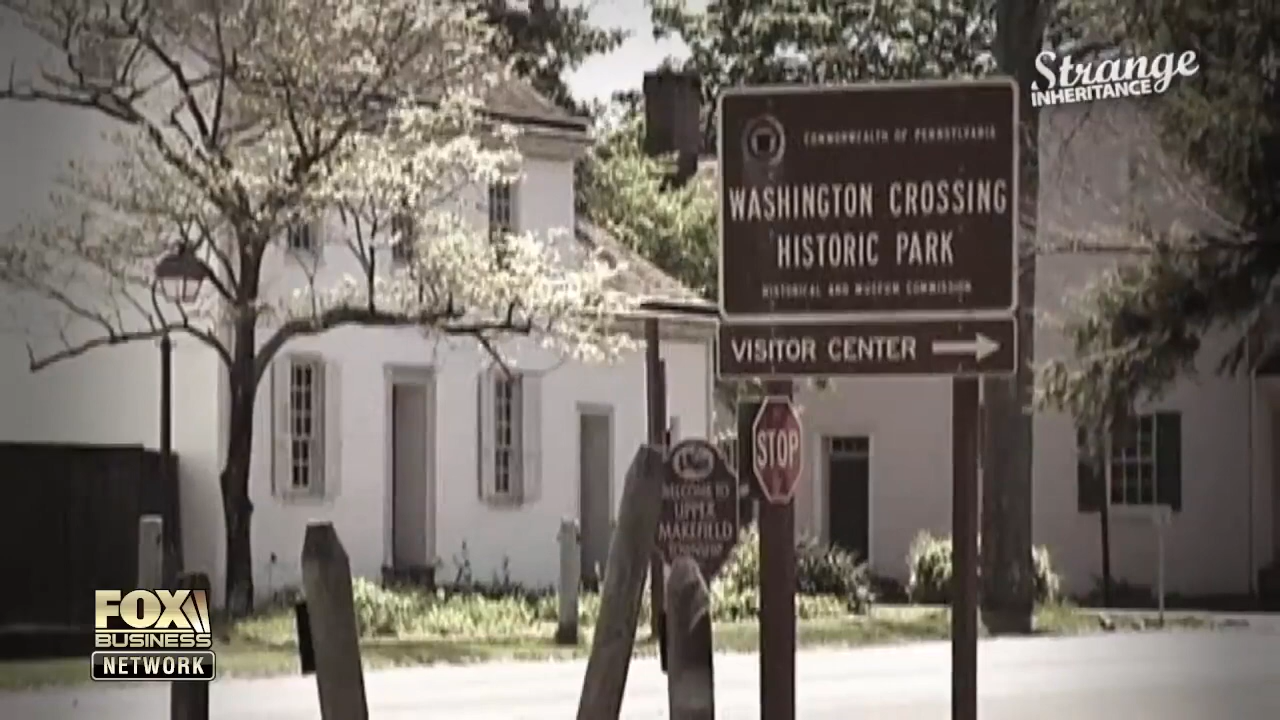 Strange
INHERITANCE
COMMONWEALTH OF PENNSYLVANIA
WASHINGTON CROSSING
HISTORIC PARK
HISTORICAL AND MUSEUM COMMISSION
VISITOR CENTER
STOP
WELCOME TO
UPPER
MAKEFIELD
TOWNSHIP
FOX
BUSINESS
NETWORK